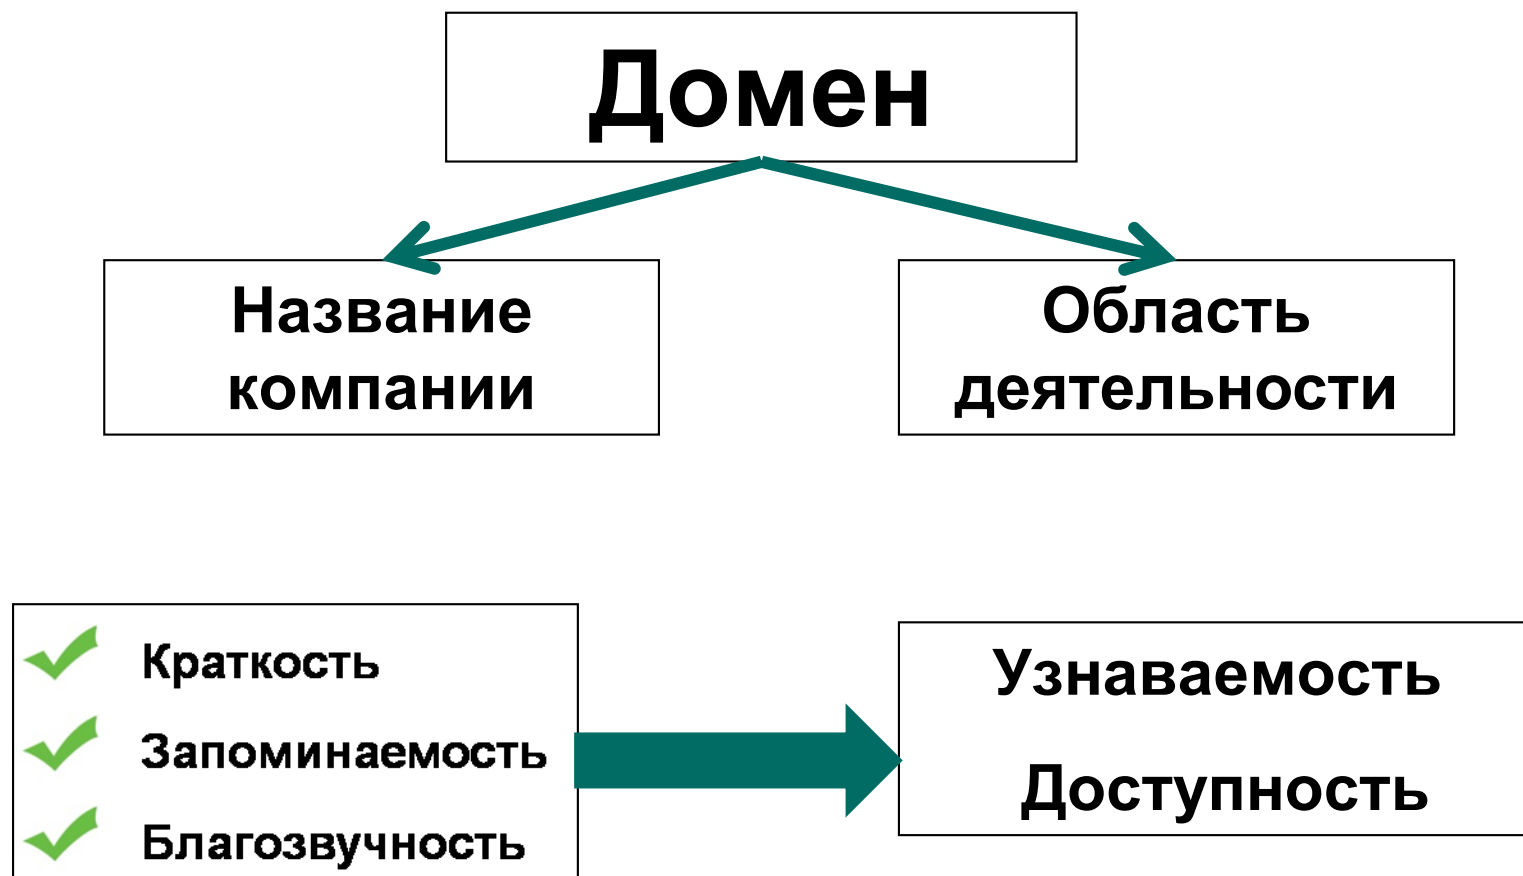 Домен
Название
компании
Область
деятельности
Краткость
Запоминаемость
Благозвучность
Узнаваемость
Доступность